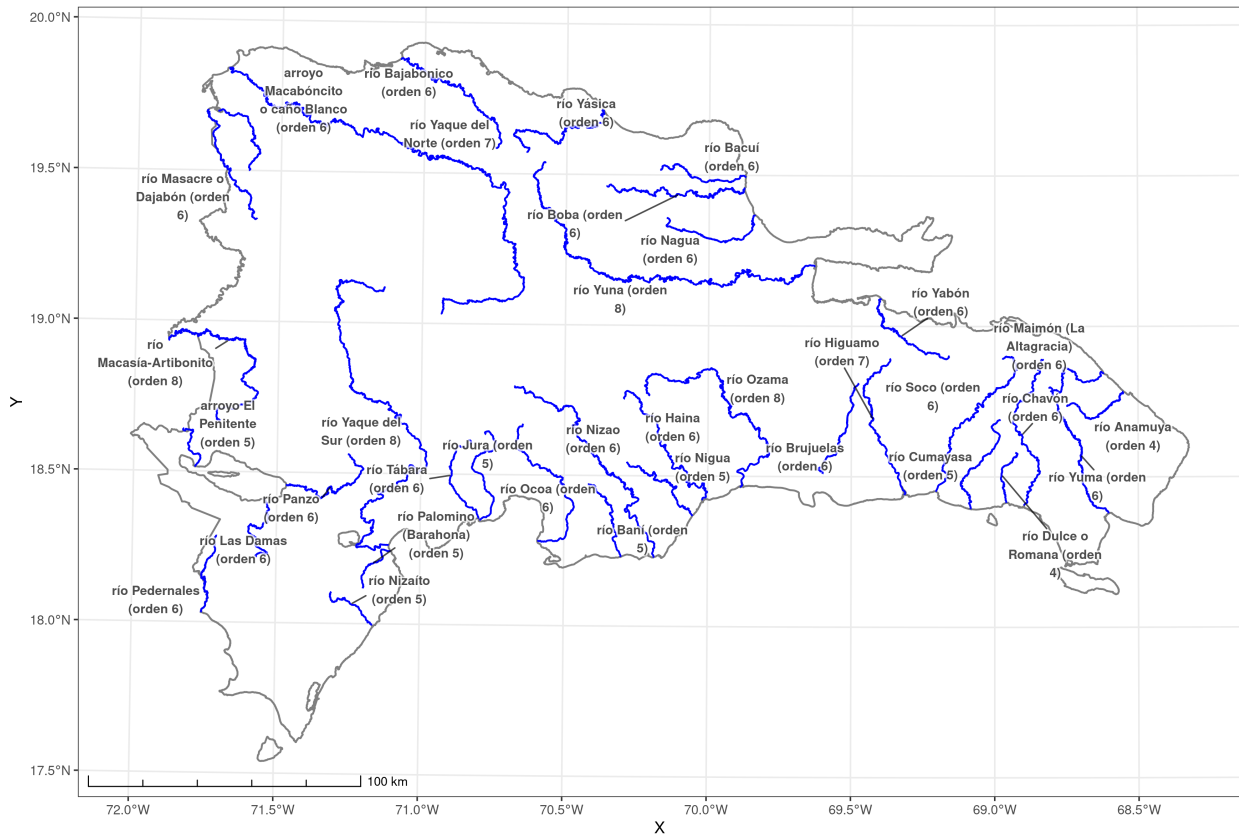 20.0°N
19.5°N
19.0°N
18.5°N
18.0°N
17.5°N
Y
arroyo
Macabóncito
o caño Blanco
(orden 6)
río Bajabonico
(orden 6)
río Yásica
(orden 6)
río Yaque del
Norte (orden 7)
río Bacuí
(orden 6)
río Masacre o
Dajabón (orden
6)
río Boba (orden
6)
río Nagua
(orden 6)
río Yuna (orden
8)
río Yabón
(orden 6)
río
Macasía-Artibonito
(orden 8)
río Higuamo
(orden 7)
río Maimón (La
Altagracia)
(orden 6)
río Soco (orden
6)
río Ozama
(orden 8)
arroyo El
Penitente
(orden 5)
río Chavón
(orden 6)
río Yaque del
Sur (orden 8)
río Haina
(orden 6)
río Nizao
(orden 6)
río Anamuya
(orden 4)
río Jura (orden
5)
río Brujuelas
(orden 6)
río Nigua
(orden 5)
río Cumayasa
(orden 5)
río Tábara
(orden 6)
río Yuma (orden
6)
río Ocoa (orden
6)
río Panzo
(orden 6)
río Palomino
(Barahona)
(orden 5)
río Baní (orden
5)
río Las Damas
(orden 6)
río Dulce o
Romana (orden
4)
río Nizaíto
(orden 5)
río Pedernales
(orden 6)
100 km
72.0°W
71.5°W
71.0°W
70.5°W
70.0°W
69.5°W
69.0°W
68.5°W
X